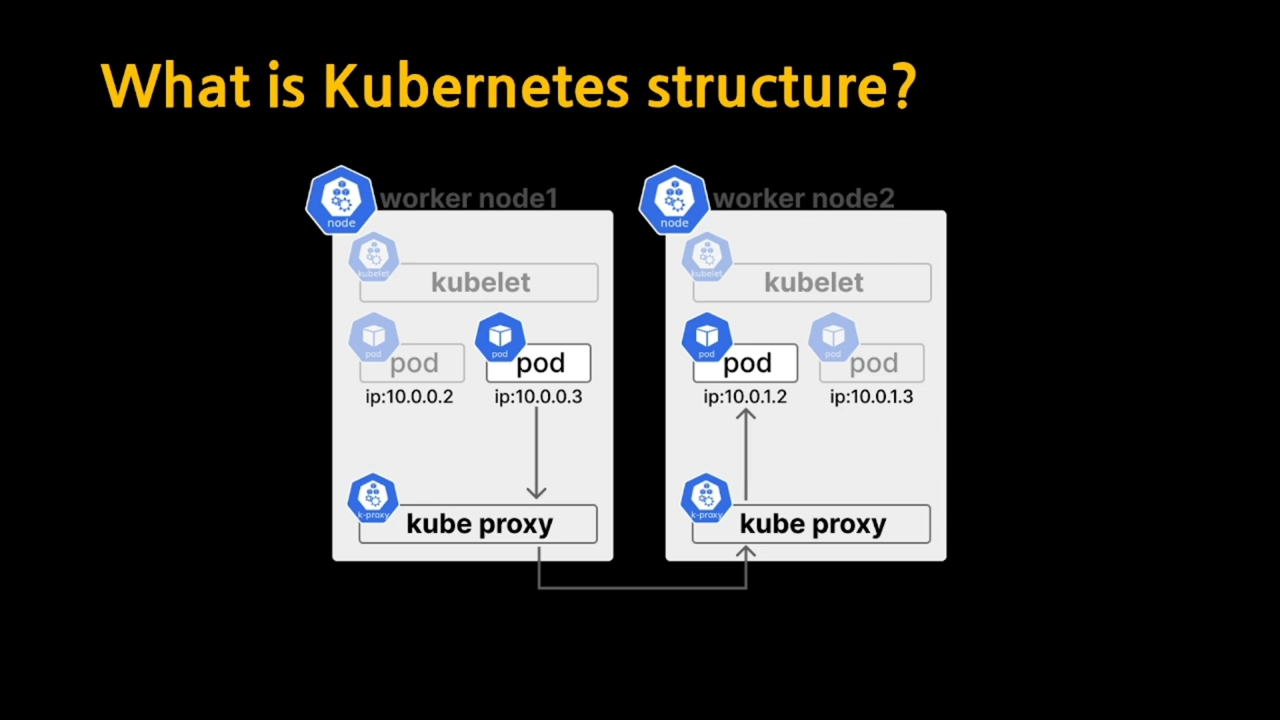 What is Kubernetes structure?
node
worker node1
kubelet
kubelet
pod
pod
ip:10.0.0.2
pod
pod
ip:10.0.0.3
k-proxy
kube proxy
node
worker node2
kubelet
kubelet
pod
pod
ip:10.0.1.2
pod
pod
ip:10.0.1.3
k-proxy
kube proxy